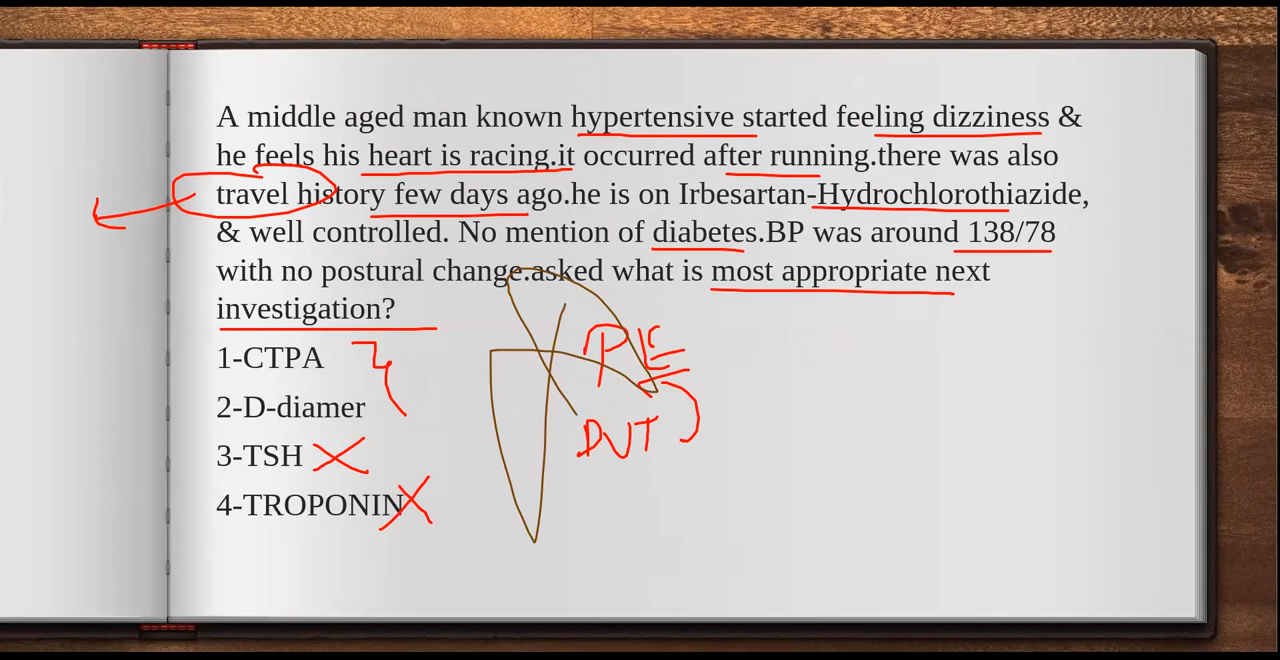 A middle aged man known hypertensive started feeling dizziness &
he feels his heart is racing.it occurred after running.there was also
travel history few days ago.he is on Irbesartan-Hydrochlorothiazide,
& well controlled. No mention of diabetes.BP was around 138/78
with no postural change.asked what is most appropriate next
investigation?
1-CTPA
PE
2-D-diamer
DVT
3-TSH
4-TROPONIN